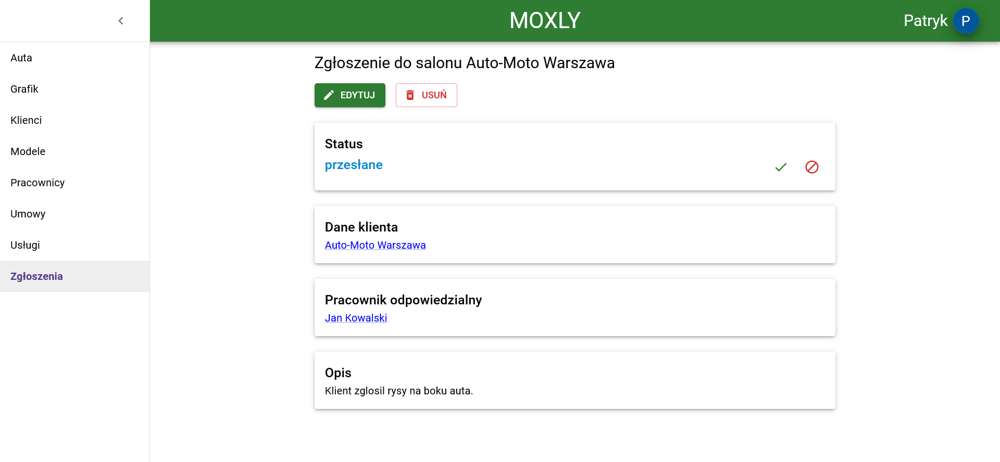 MOXLY
Patryk P
Auta
Grafik
Klienci
Modele
Pracownicy
Umowy
Usługi
Zgłoszenia
Zgłoszenie do salonu Auto-Moto Warszawa
EDYTUJ
USUŃ
Status
przesłane
Dane klienta
Auto-Moto Warszawa
Pracownik odpowiedzialny
Jan Kowalski
Opis
Klient zglosil rysy na boku auta.